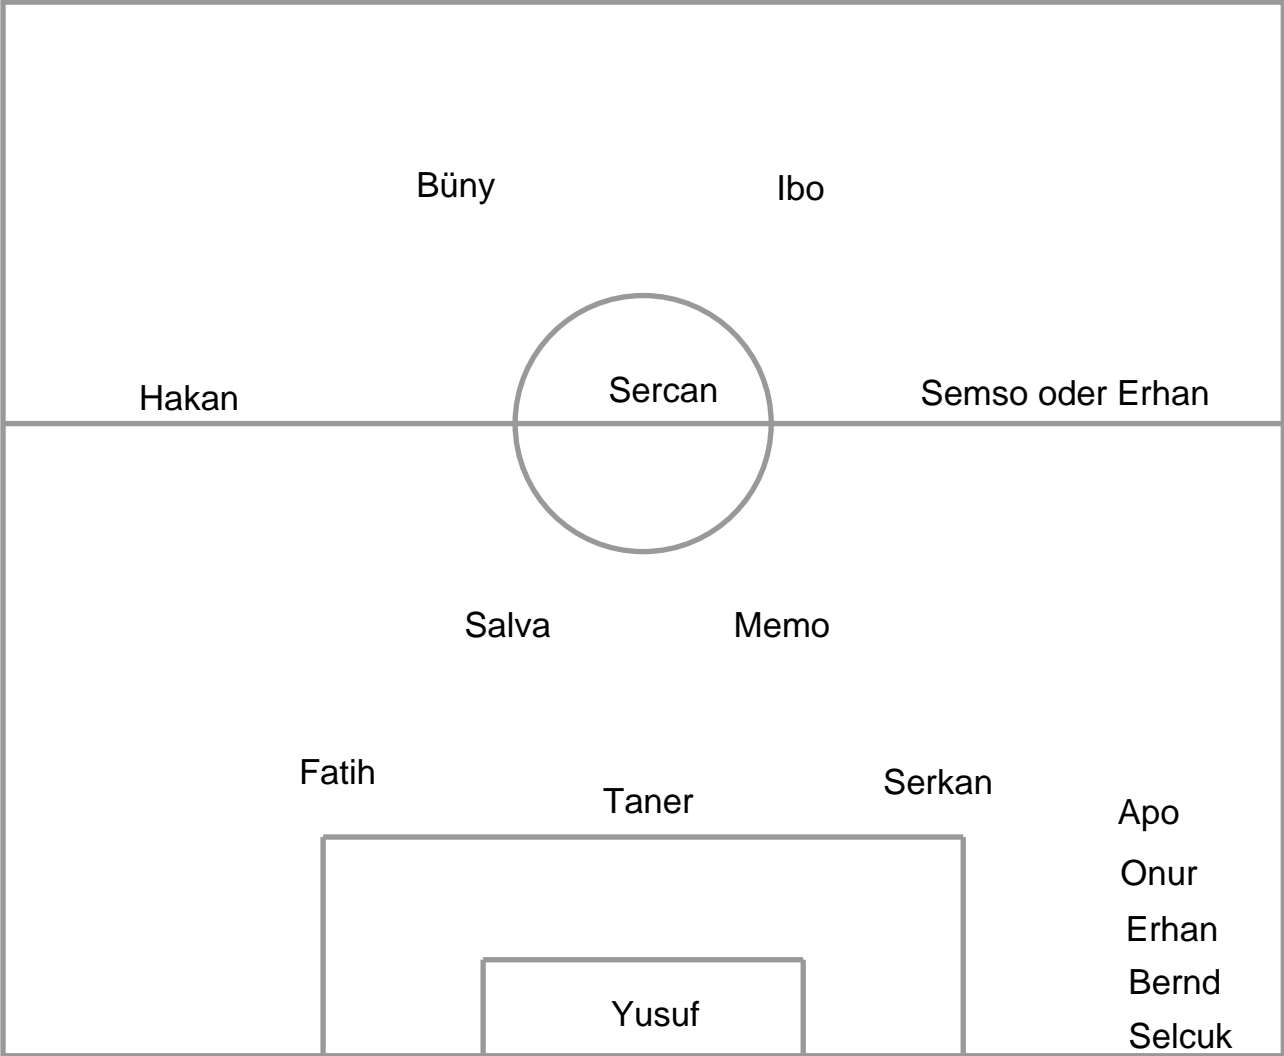 Büny
Ibo
Hakan
Sercan
Semso oder Erhan
Salva
Memo
Fatih
Taner
Serkan
Apo
Onur
Erhan
Bernd
Yusuf
Selcuk